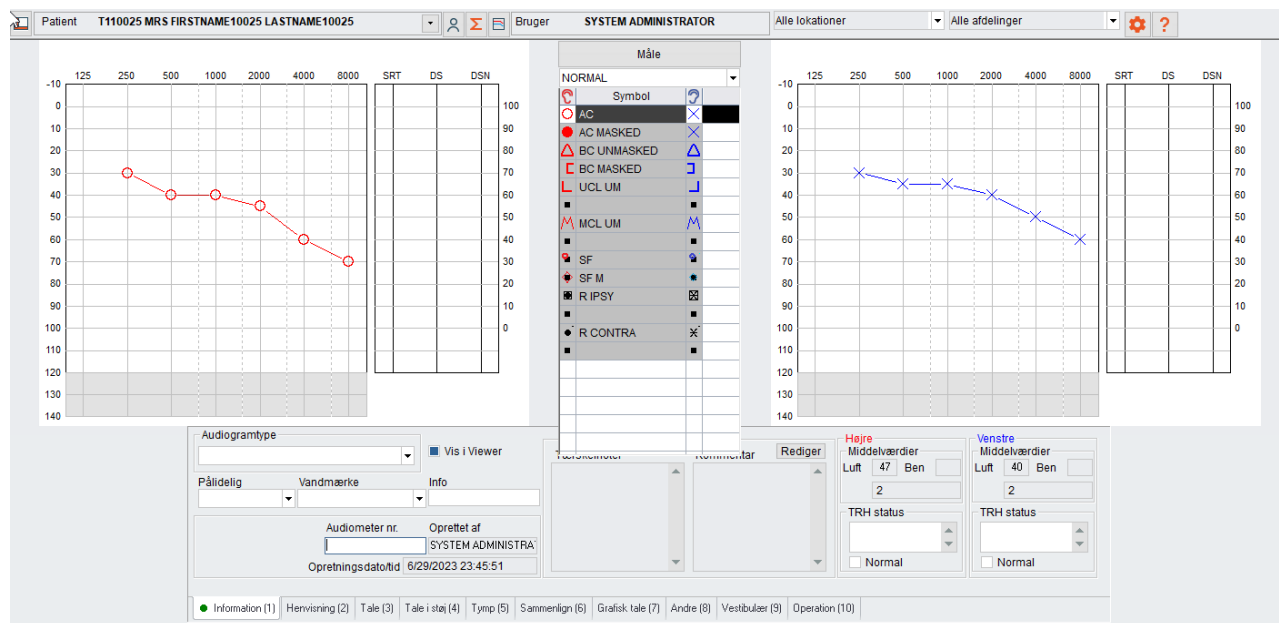 Patient T110025 MRS FIRSTNAME10025 LASTNAME10025 Bruger SYSTEM ADMINISTRATOR Alle lokationer Alle afdelinger ?
Måle
NORMAL
Symbol
AC
AC MASKED
BC UNMASKED
BC MASKED
UCL UM
MCL UM
SF
SF M
R IPSY
R CONTRA
125 250 500 1000 2000 4000 8000 SRT DS DSN
-10
0 100
10 90
20 80
30 70
40 60
50 50
60 40
70 30
80 20
90 10
100 0
110
120
130
140
125 250 500 1000 2000 4000 8000 SRT DS DSN
-10
0 100
10 90
20 80
30 70
40 60
50 50
60 40
70 30
80 20
90 10
100 0
110
120
130
140
Audiogramtype
Vis i Viewer
Pålidelig Vandmærke Info
Audiometer nr. Oprettet af
SYSTEM ADMINISTRA
Opretningsdato/tid 6/29/2023 23:45:51
Kommentar Rediger
Højre
Middelværdier
Luft 47 Ben
2
TRH status
Normal
Venstre
Middelværdier
Luft 40 Ben
2
TRH status
Normal
Information (1) Henvisning (2) Tale (3) Tale i støj (4) Tymp (5) Sammenlign (6) Grafisk tale (7) Andre (8) Vestibulær (9) Operation (10)